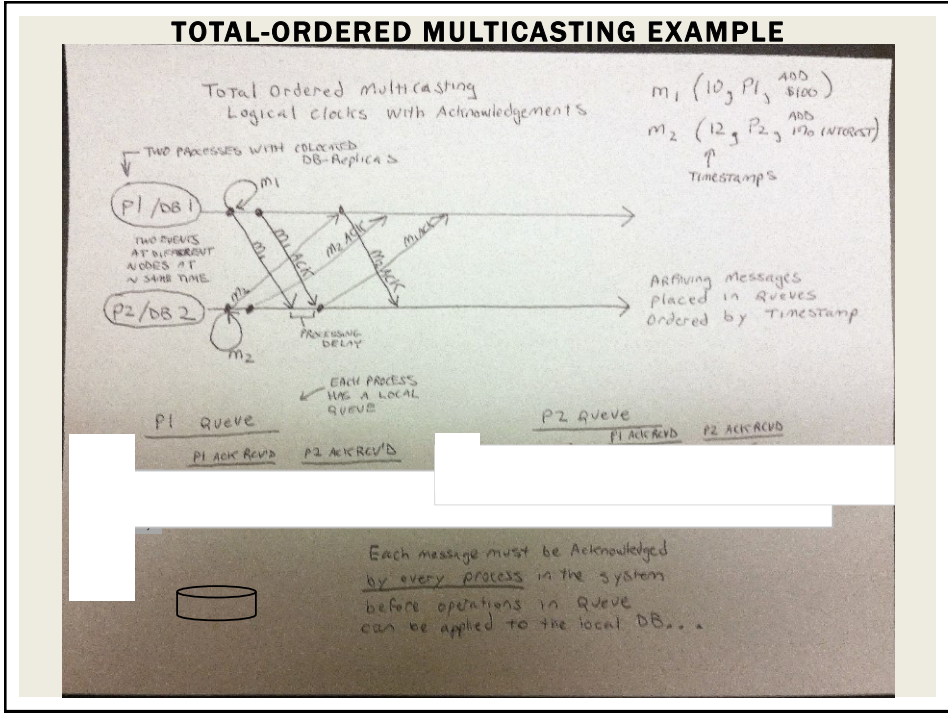 TOTAL-ORDERED MULTICASTING EXAMPLE
Total Ordered Multicasting
Logical Clocks with Acknowledgements
m1 (10, P1, ADD $100)
m2 (12, P2, ADD 1% INTEREST)
TIMESTAMPS
TWO PROCESSES WITH COLOCATED
DB-Replicas
m1
P1/DB1
TWO EVENTS
AT DIFFERENT
NODES AT
~ SAME TIME
m1
m1 ACK
m2 ACK
m1 ACK
m2 ACK
m2
P2/DB2
m2
PROCESSING
DELAY
Arriving Messages
placed in Queues
Ordered by Timestamp
EACH PROCESS
HAS A LOCAL
QUEUE
P1 Queue
P1 ACK RCV'D
P2 ACK RCV'D
P2 Queue
P1 ACK RCVD
P2 ACK RCVD
Each message must be Acknowledged
by every process in the system
before operations in Queue
can be applied to the local DB...